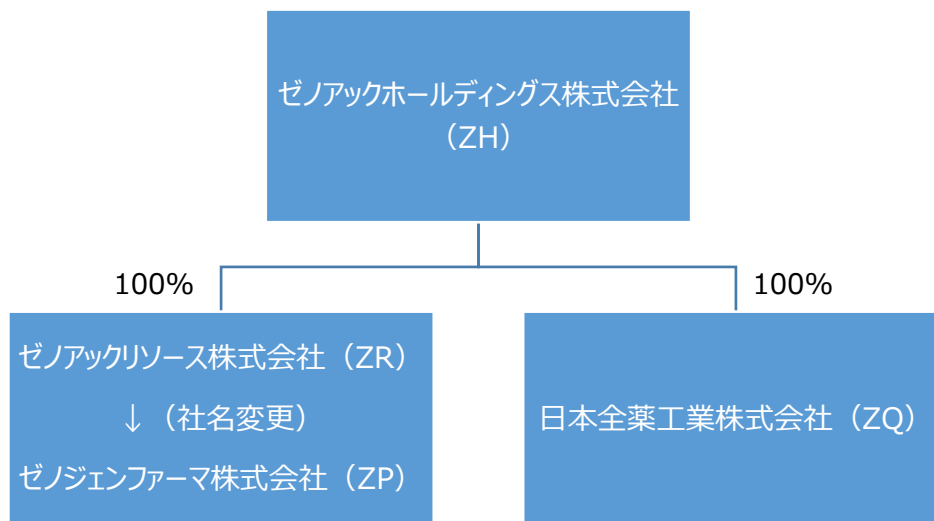 ゼノアックホールディングス株式会社
（ZH）
100%
100%
ゼノアックリソース株式会社（ZR）
↓（社名変更）
ゼノジェンファーマ株式会社（ZP）
日本全薬工業株式会社（ZQ）